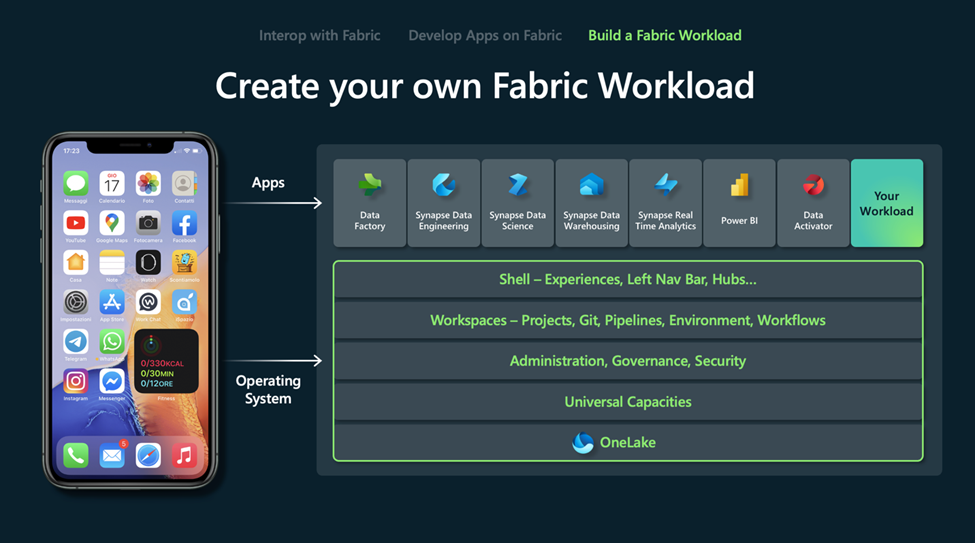 Interop with Fabric Develop Apps on Fabric Build a Fabric Workload
Create your own Fabric Workload
17:23
GIO
17
Messaggi Calendario Foto Contatti
YouTube Google Maps Fotocamera Facebook
Casa Note Watch
Impostazioni App Store
Telegram WhatsApp
0/330KCAL
0/30MIN
0/12ORE
Instagram Messenger Fitness
5
Apps
Operating
System
Data
Factory
Synapse Data
Engineering
Synapse Data
Science
Synapse Data
Warehousing
Synapse Real
Time Analytics
Power BI
Data
Activator
Your
Workload
Shell – Experiences, Left Nav Bar, Hubs...
Workspaces – Projects, Git, Pipelines, Environment, Workflows
Administration, Governance, Security
Universal Capacities
OneLake